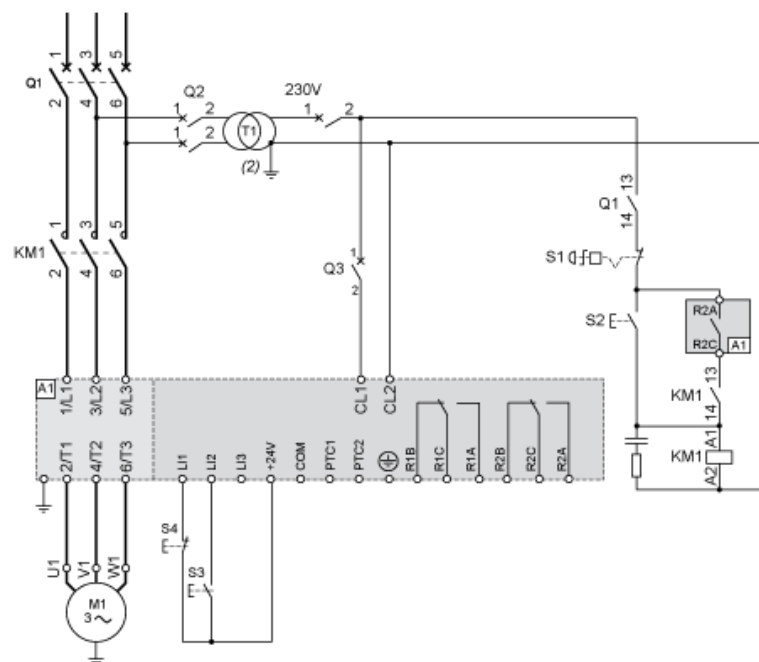 1 3 5
Q1
2 4 6
Q2
1 2
1 2
T1
(2)
230V
1 2
13
Q1
14
1 3 5
KM1
2 4 6
1
Q3
2
S1
S2
R2A
R2C
A1
13
KM1
14
A1
KM1
A2
A1
1/L1 3/L2 5/L3 CL1 CL2
2/T1 4/T2 6/T3 LI1 LI2 LI3 +24V COM PTC1 PTC2 R1B R1C R1A R2B R2C R2A
S4
S3
U1 V1 W1
M1
3